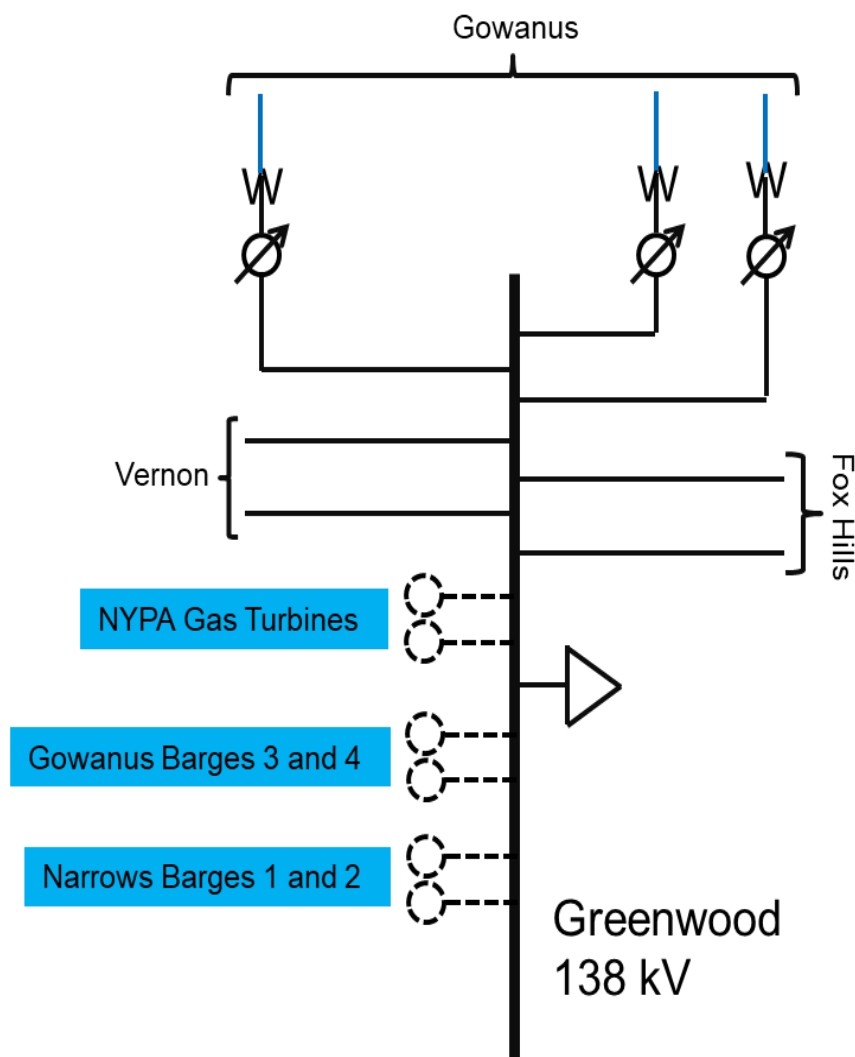 Gowanus
Vernon
Fox Hills
NYPA Gas Turbines
Gowanus Barges 3 and 4
Narrows Barges 1 and 2
Greenwood
138 kV